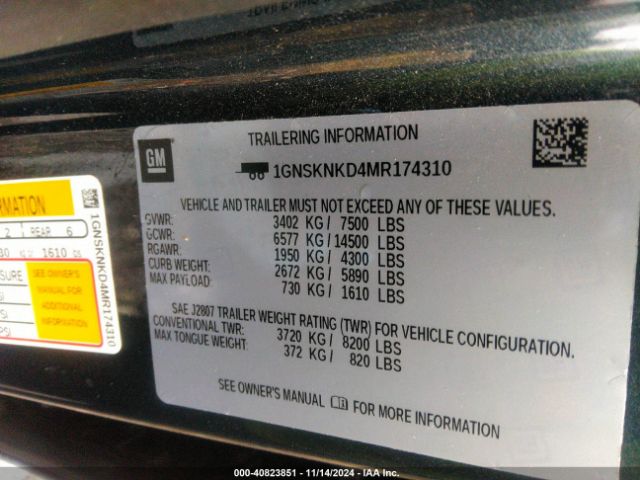 GM
TRAILERING INFORMATION
1GNSKNKD4MR174310
VEHICLE AND TRAILER MUST NOT EXCEED ANY OF THESE VALUES.
GVWR: 3402 KG/ 7500 LBS
GCWR: 6577 KG/ 14500 LBS
RGAWR: 1950 KG/ 4300 LBS
CURB WEIGHT: 2672 KG/ 5890 LBS
MAX PAYLOAD: 730 KG/ 1610 LBS
SAE J2807 TRAILER WEIGHT RATING (TWR) FOR VEHICLE CONFIGURATION.
CONVENTIONAL TWR: 3720 KG/ 8200 LBS
MAX TONGUE WEIGHT: 372 KG/ 820 LBS
SEE OWNER'S MANUAL FOR MORE INFORMATION
2 REAR 6
1610
SEE OWNER'S
MANUAL FOR
ADDITIONAL
INFORMATION
1GNSKNKD4MR174310
000-40823851 - 11/14/2024 - IAA Inc.